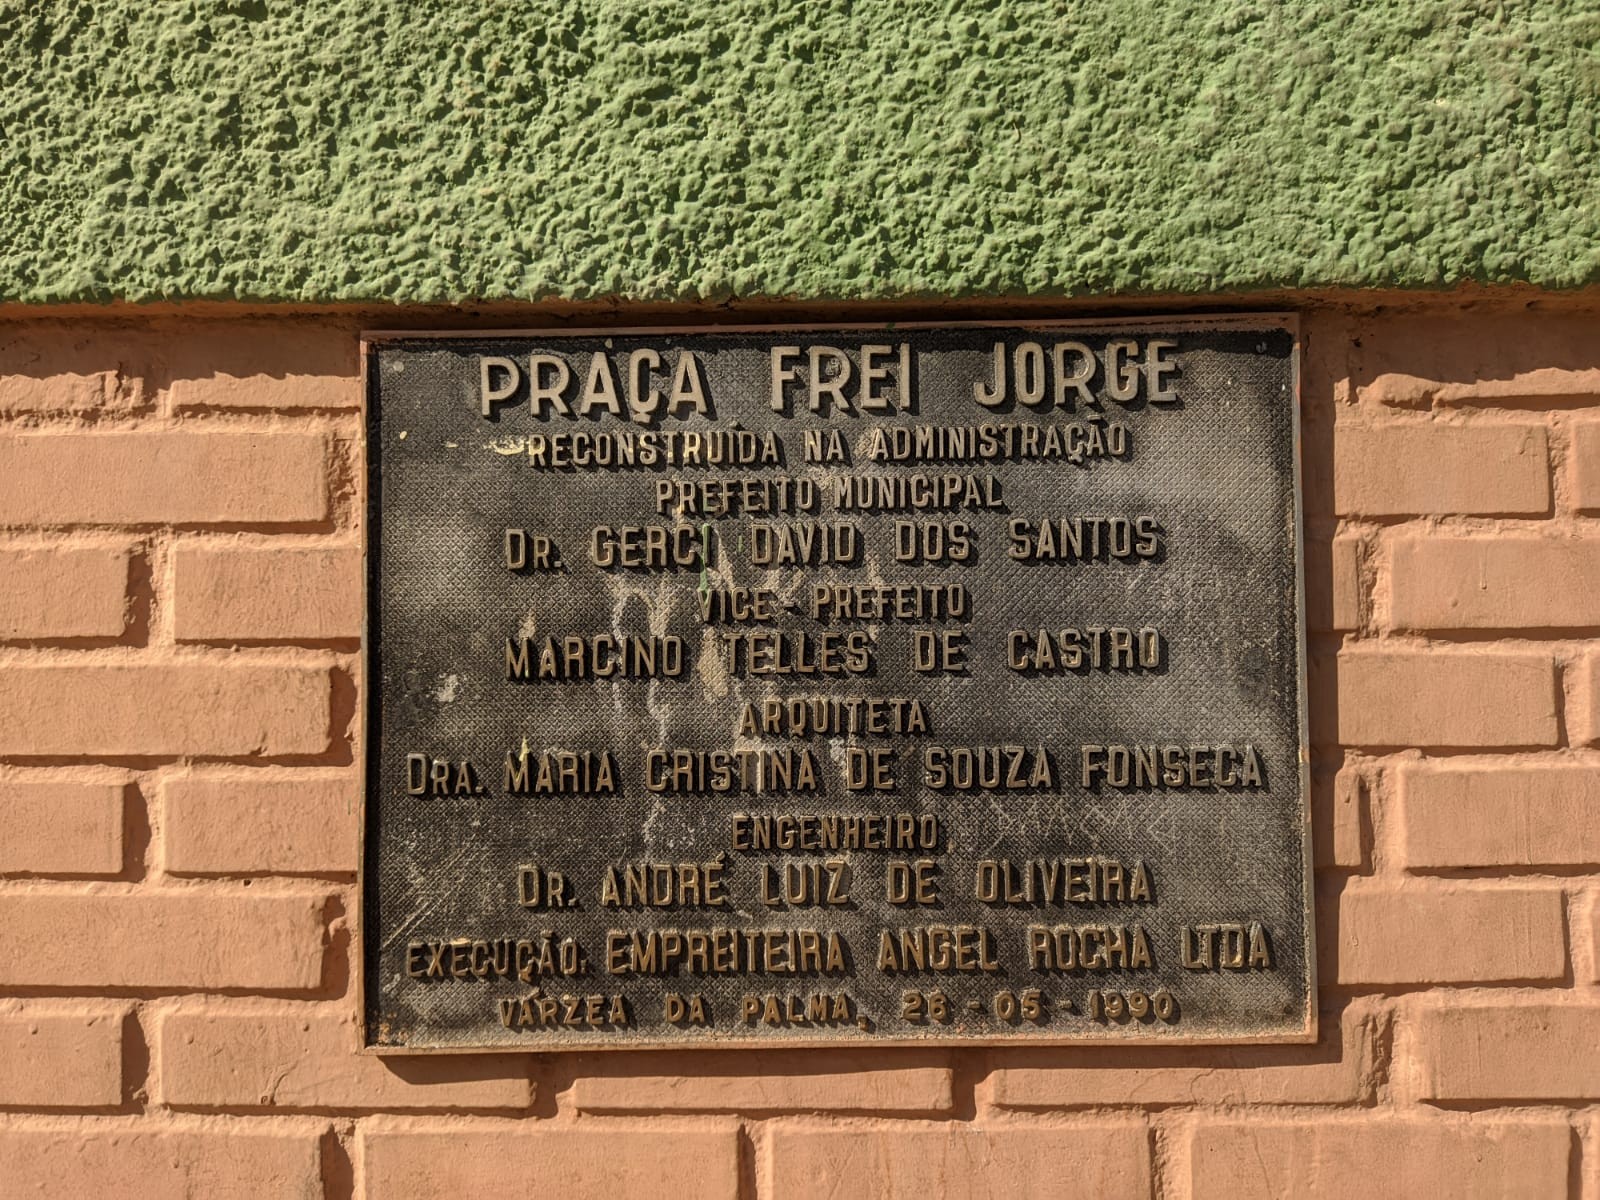 PRAÇA FREI JORGE
RECONSTRUÍDA NA ADMINISTRAÇÃO
PREFEITO MUNICIPAL
DR. GERCI DAVID DOS SANTOS
VICE - PREFEITO
MARCINO TELLES DE CASTRO
ARQUITETA
DRA. MARIA CRISTINA DE SOUZA FONSECA
ENGENHEIRO
DR. ANDRÉ LUIZ DE OLIVEIRA
EXECUÇÃO: EMPREITEIRA ANGEL ROCHA LTDA
VÁRZEA DA PALMA, 26 - 05 - 1990